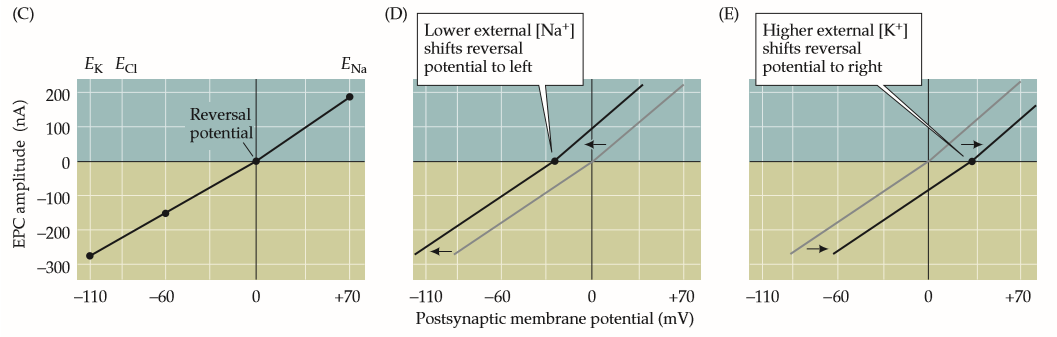 (C)
E_K E_Cl
E_Na
EPC amplitude (nA)
200
100
0
−100
−200
−300
Reversal
potential
−110 −60 0 +70
(D)
Lower external [Na⁺]
shifts reversal
potential to left
−110 −60 0 +70
Postsynaptic membrane potential (mV)
(E)
Higher external [K⁺]
shifts reversal
potential to right
−110 −60 0 +70